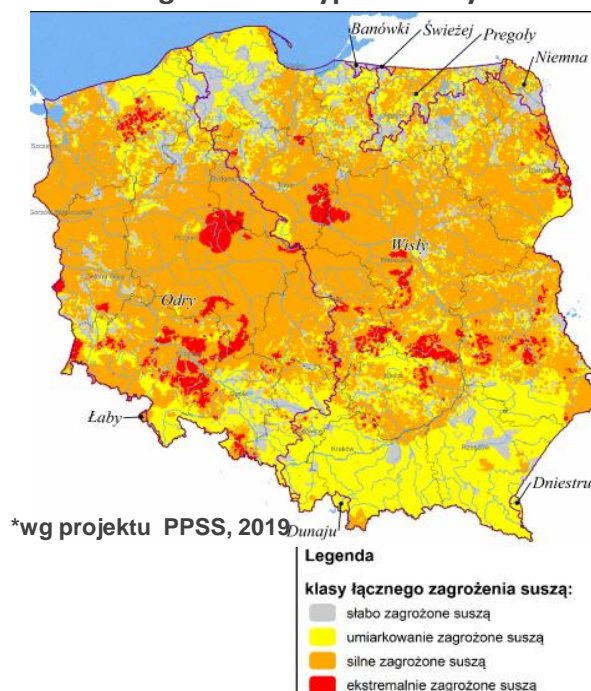 Banówki Świeżej
Pregoły
Niemna
Wisły
Odry
Łaby
Dniestru
Dunaju
*wg projektu PPSS, 2019
Legenda
klasy łącznego zagrożenia suszą:
słabo zagrożone suszą
umiarkowanie zagrożone suszą
silne zagrożone suszą
ekstremalnie zagrożone suszą